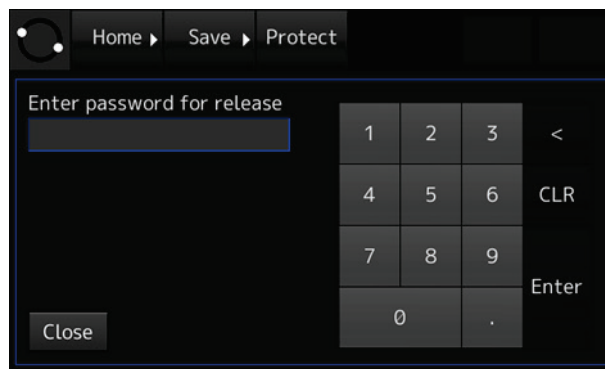 Home Save Protect
Enter password for release
1 2 3 <
4 5 6 CLR
7 8 9
Enter
0 .
Close